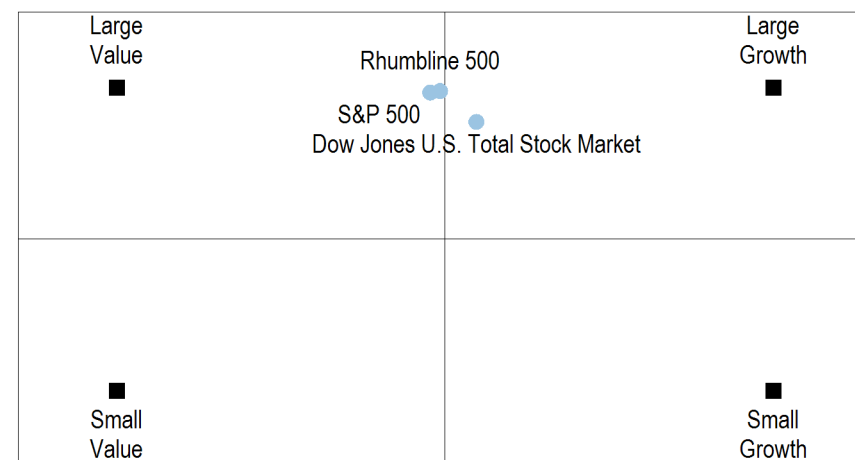 Large
Value
Large
Growth
Rhumbline 500
S&P 500
Dow Jones U.S. Total Stock Market
Small
Value
Small
Growth